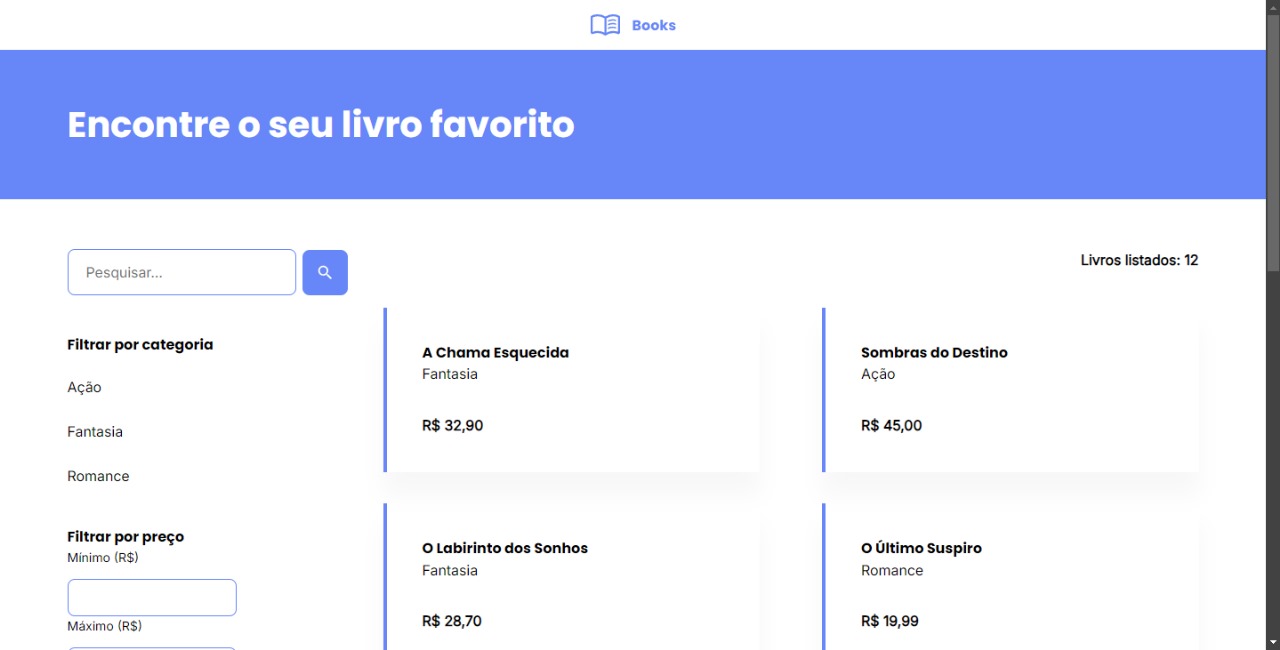 Books
Encontre o seu livro favorito
Pesquisar...
Filtrar por categoria
Ação
Fantasia
Romance
Filtrar por preço
Mínimo (R$)
Máximo (R$)
Livros listados: 12
A Chama Esquecida
Fantasia
R$ 32,90
Sombras do Destino
Ação
R$ 45,00
O Labirinto dos Sonhos
Fantasia
R$ 28,70
O Último Suspiro
Romance
R$ 19,99